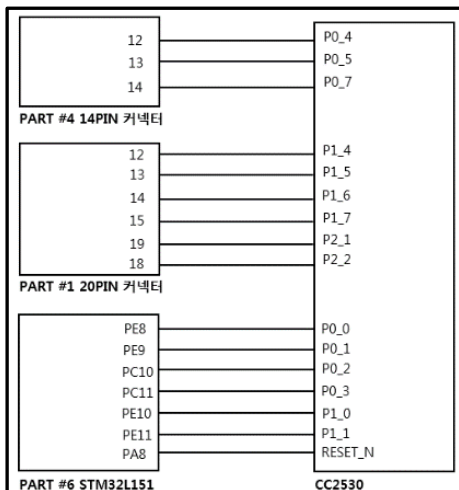 12 P0_4
13 P0_5
14 P0_7
PART #4 14PIN 커넥터
12 P1_4
13 P1_5
14 P1_6
15 P1_7
19 P2_1
18 P2_2
PART #1 20PIN 커넥터
PE8 P0_0
PE9 P0_1
PC10 P0_2
PC11 P0_3
PE10 P1_0
PE11 P1_1
PA8 RESET_N
PART #6 STM32L151 CC2530